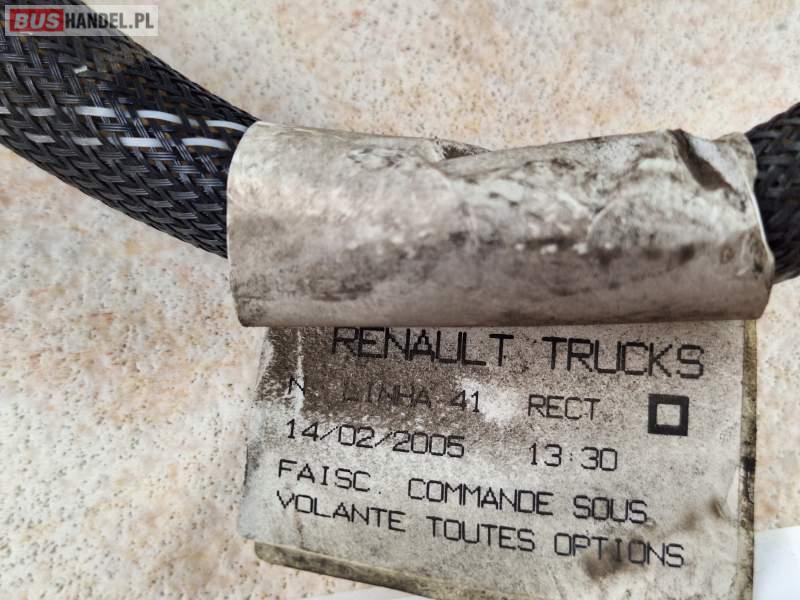 BUSHANDEL.PL
RENAULT TRUCKS
N LINHA 41 RECT
14/02/2005 13:30
FAISC. COMMANDE SOUS
VOLANTE TOUTES OPTIONS